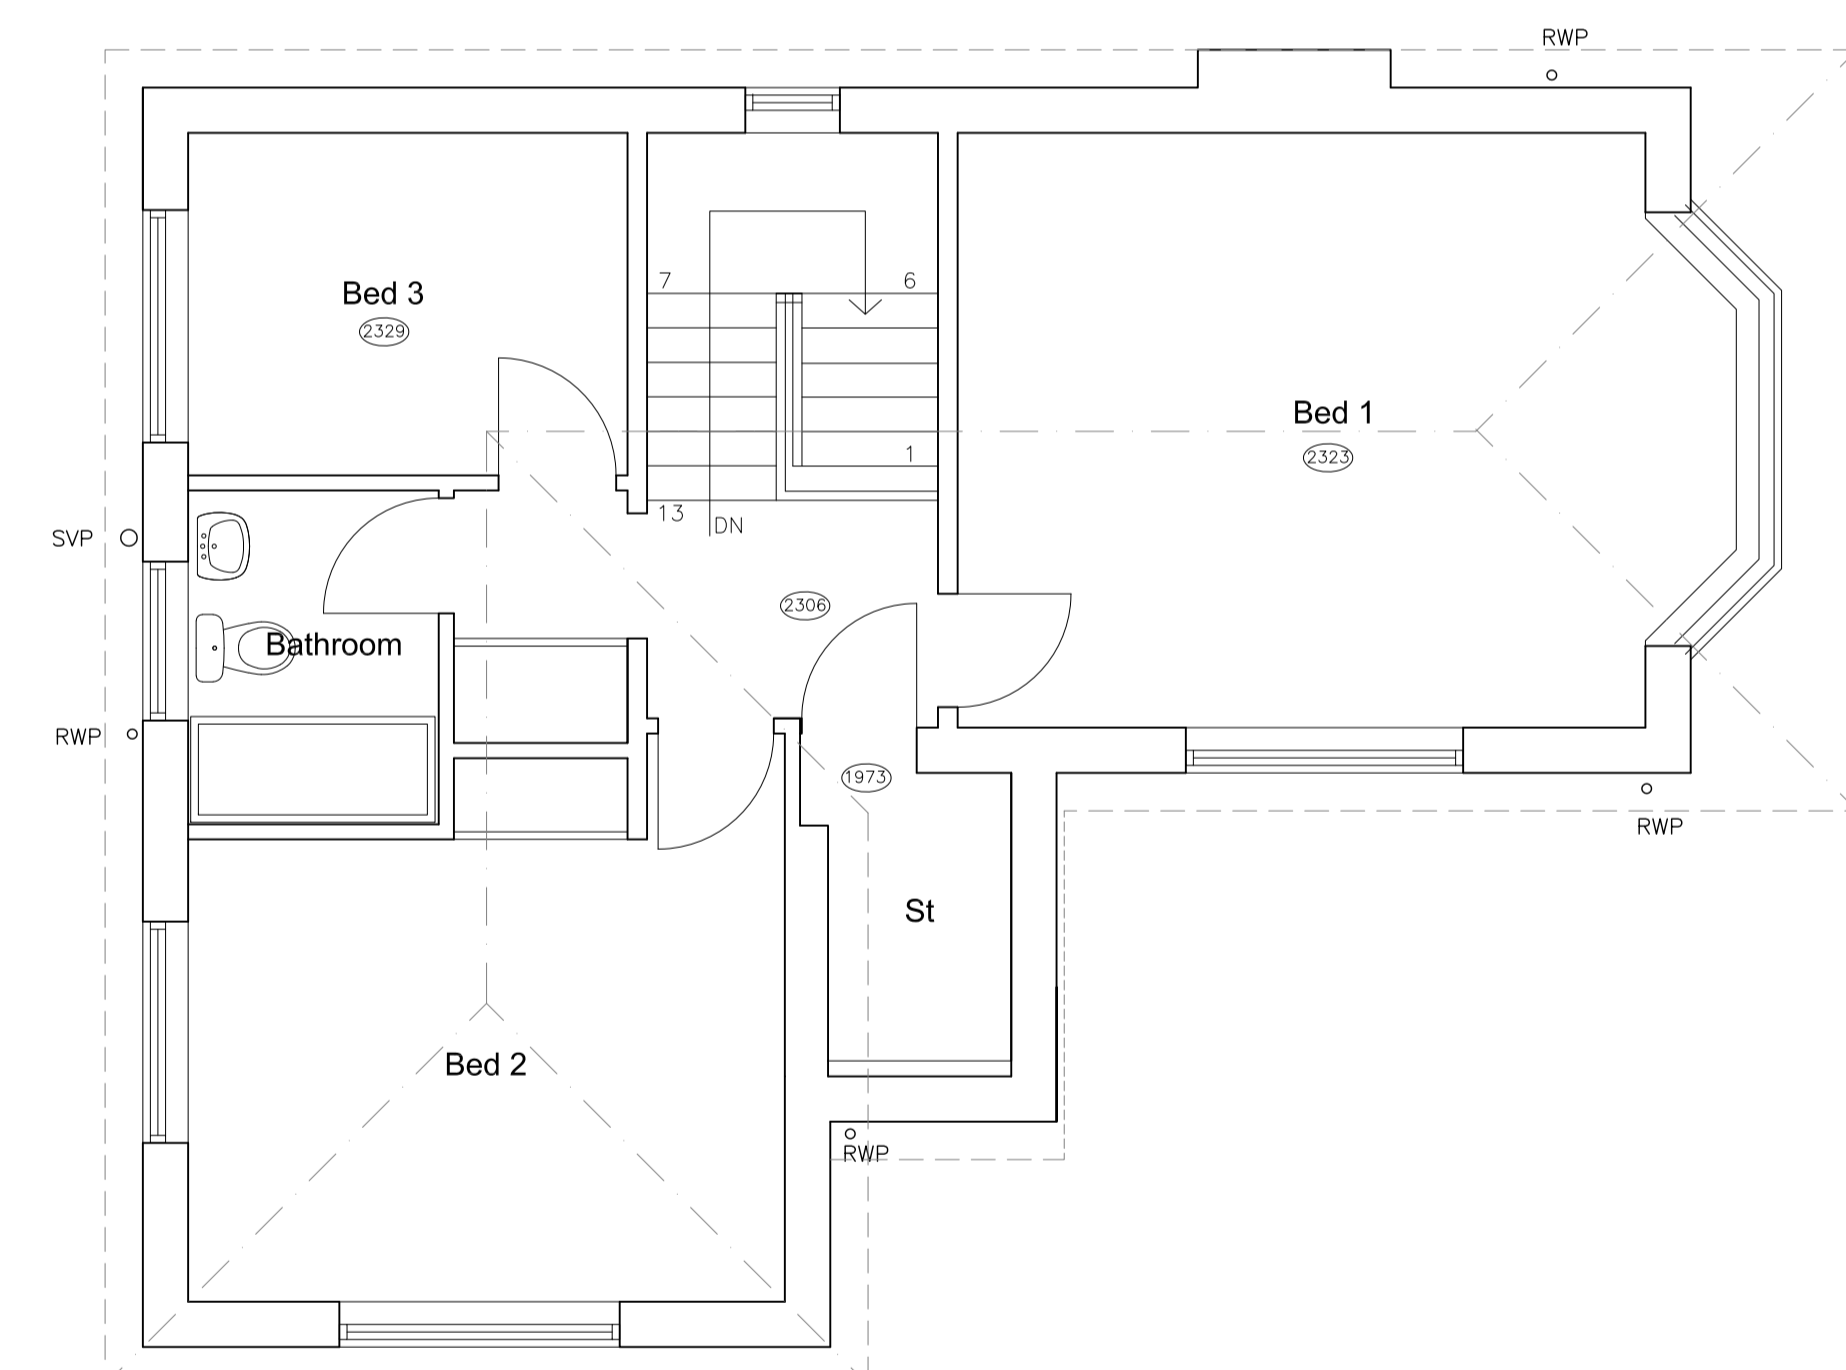 RWP
7
6
Bed 3
2329
Bed 1
1
2323
13
DN
SVP
2306
Bathroom
RWP
1973
RWP
St
Bed 2
RWP